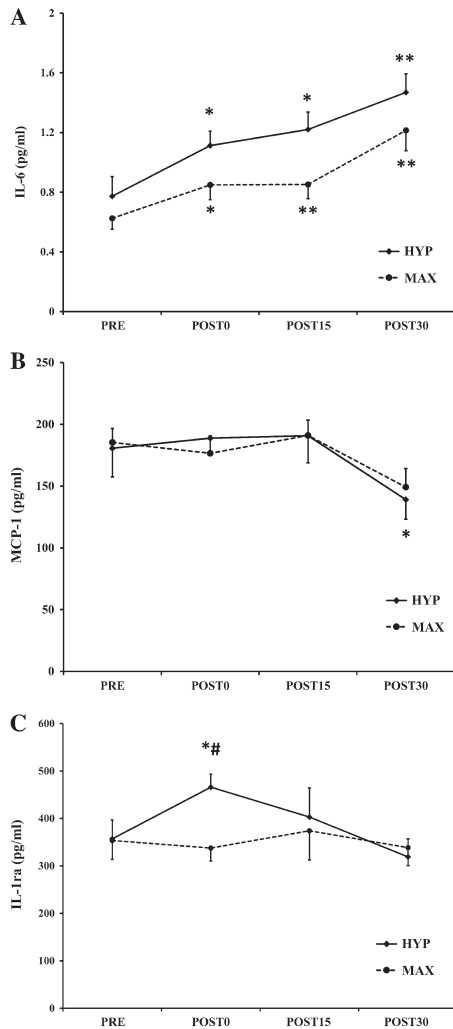 A
IL-6 (pg/ml)
2
1.6
1.2
0.8
0.4
0
*
*
**
*
**
**
HYP
MAX
PRE POST0 POST15 POST30
B
MCP-1 (pg/ml)
250
200
150
100
50
0
*
HYP
MAX
PRE POST0 POST15 POST30
C
IL-1ra (pg/ml)
600
500
400
300
200
100
0
*#
HYP
MAX
PRE POST0 POST15 POST30